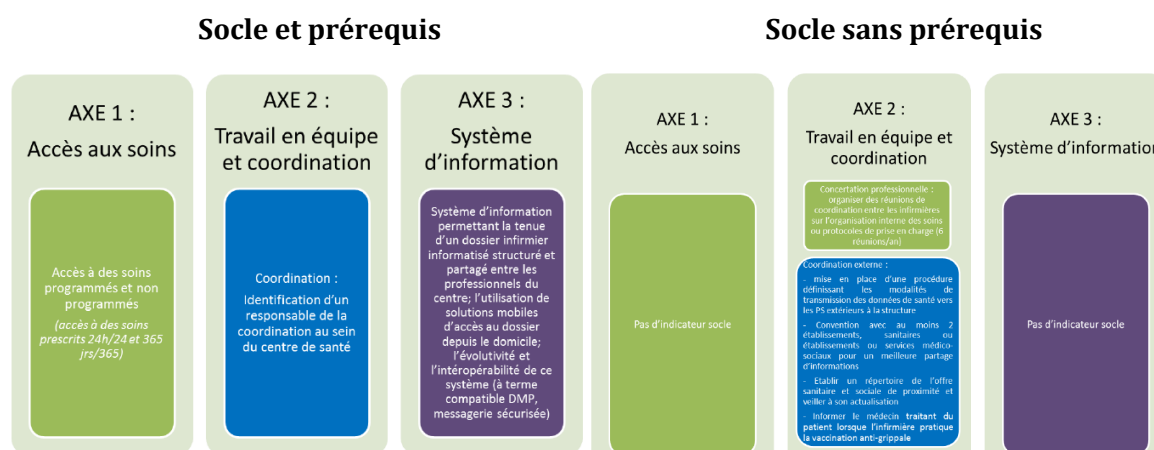 Socle et prérequis
AXE 1 :
Accès aux soins
Accès à des soins
programmés et non
programmés
(accès à des soins
prescrits 24h/24 et 365
jrs/365)
AXE 2 :
Travail en équipe
et coordination
Coordination :
Identification d'un
responsable de la
coordination au sein
du centre de santé
AXE 3 :
Système
d'information
Système d'information
permettant la tenue
d'un dossier infirmier
informatisé structuré et
partagé entre les
professionnels du
centre; l'utilisation de
solutions mobiles
d'accès au dossier
depuis le domicile;
l'évolutivité et
l'intéropérabilité de ce
système (à terme
compatible DMP,
messagerie sécurisée)
Socle sans prérequis
AXE 1 :
Accès aux soins
Pas d'indicateur socle
AXE 2 :
Travail en équipe et
coordination
Concertation professionnelle :
organiser des réunions de
coordination entre les infirmières
sur l'organisation interne des soins
ou protocoles de prise en charge (6
réunions/an)
Coordination externe :
- mise en place d'une procédure
définissant les modalités de
transmission des données de santé vers
les PS extérieurs à la structure
- Convention avec au moins 2
établissements, sanitaires ou
établissements ou services médico-
sociaux pour un meilleure partage
d'informations
- Etablir un répertoire de l'offre
sanitaire et sociale de proximité et
veiller à son actualisation
- Informer le médecin traitant du
patient lorsque l'infirmière pratique
la vaccination anti-grippale
AXE 3 :
Système d'information
Pas d'indicateur socle